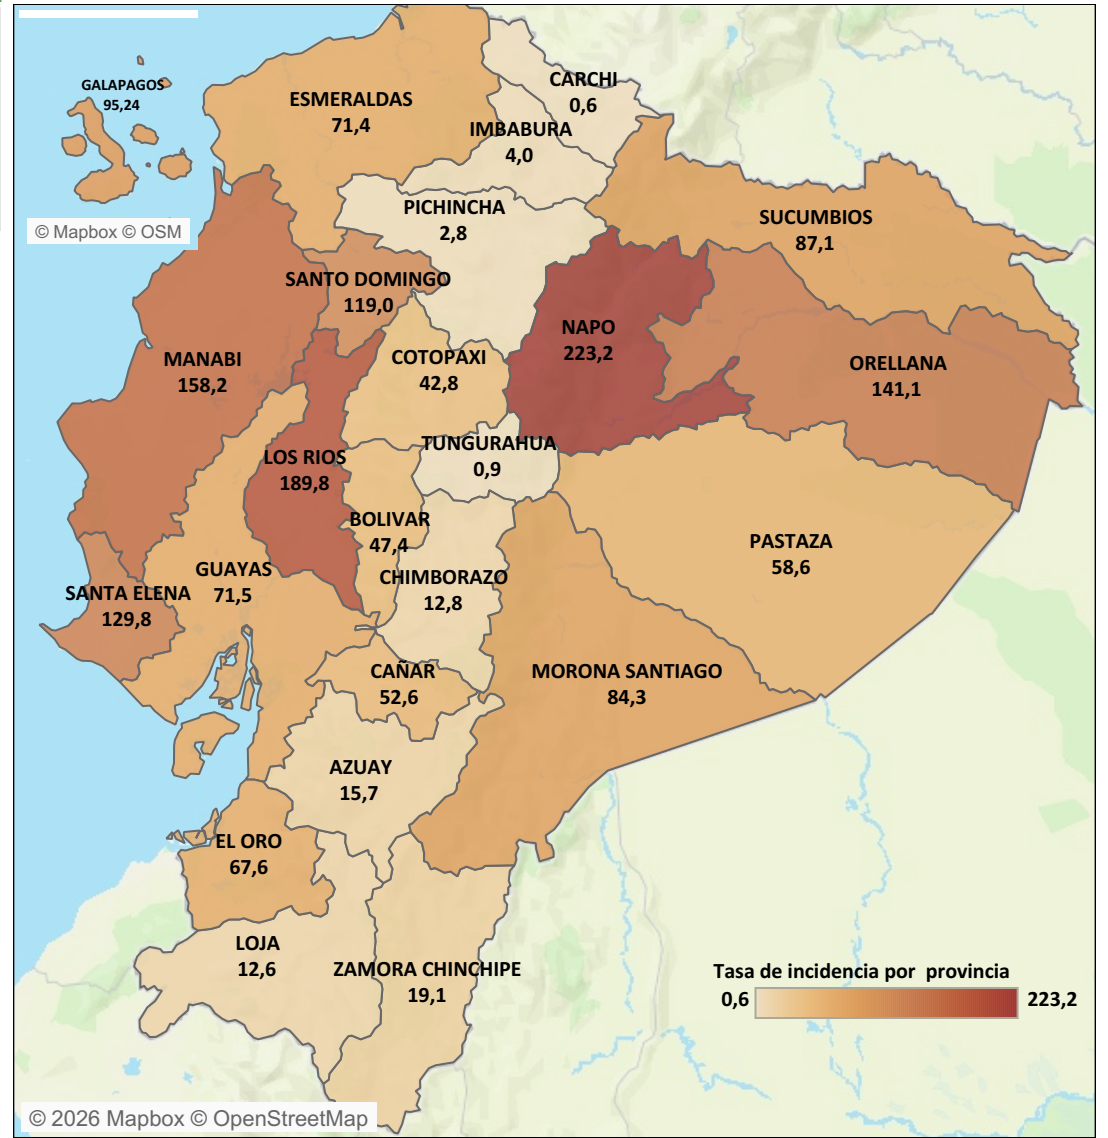 CARCHI
0,6
GALAPAGOS
95,24
ESMERALDAS
71,4
IMBABURA
4,0
PICHINCHA
2,8
SUCUMBIOS
87,1
© Mapbox © OSM
SANTO DOMINGO
119,0
NAPO
223,2
MANABI
158,2
COTOPAXI
42,8
ORELLANA
141,1
TUNGURAHUA
0,9
LOS RIOS
189,8
BOLIVAR
47,4
PASTAZA
58,6
GUAYAS
71,5
CHIMBORAZO
12,8
SANTA ELENA
129,8
CAÑAR
52,6
MORONA SANTIAGO
84,3
AZUAY
15,7
EL ORO
67,6
LOJA
12,6
ZAMORA CHINCHIPE
19,1
Tasa de incidencia por provincia
0,6
223,2
© 2026 Mapbox © OpenStreetMap